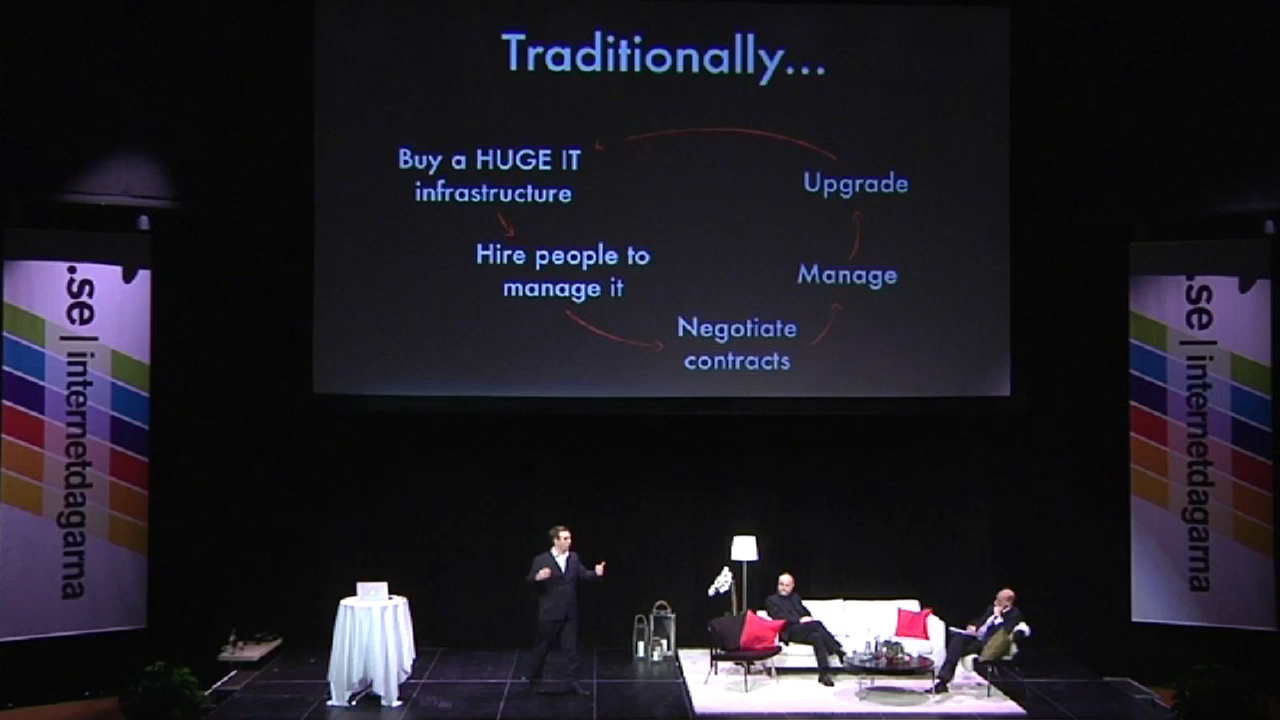 Traditionally...
Buy a HUGE IT
infrastructure
Upgrade
Hire people to
manage it
Manage
Negotiate
contracts
.se | internetdagarna
.se | internetdagarna